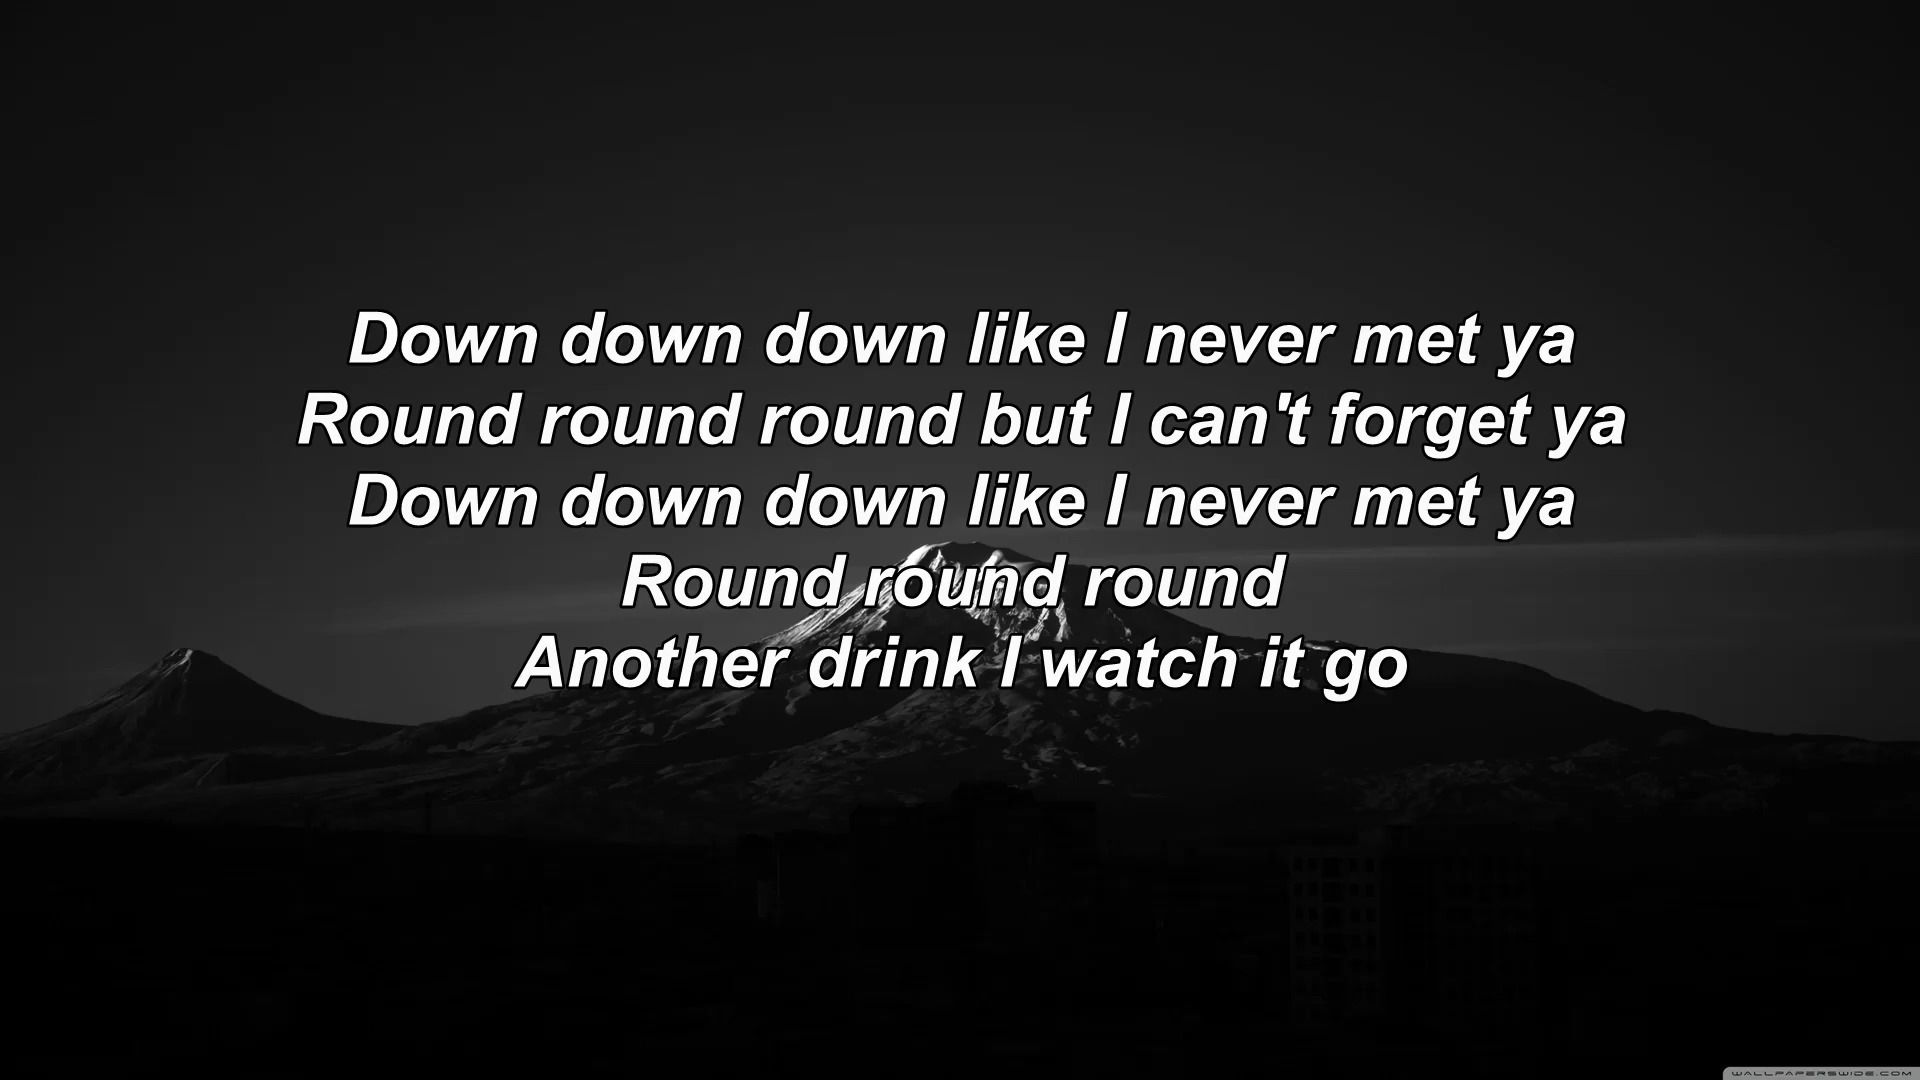 Down down down like I never met ya
Round round round but I can't forget ya
Down down down like I never met ya
Round round round
Another drink I watch it go
WALLPAPERSWIDE.COM